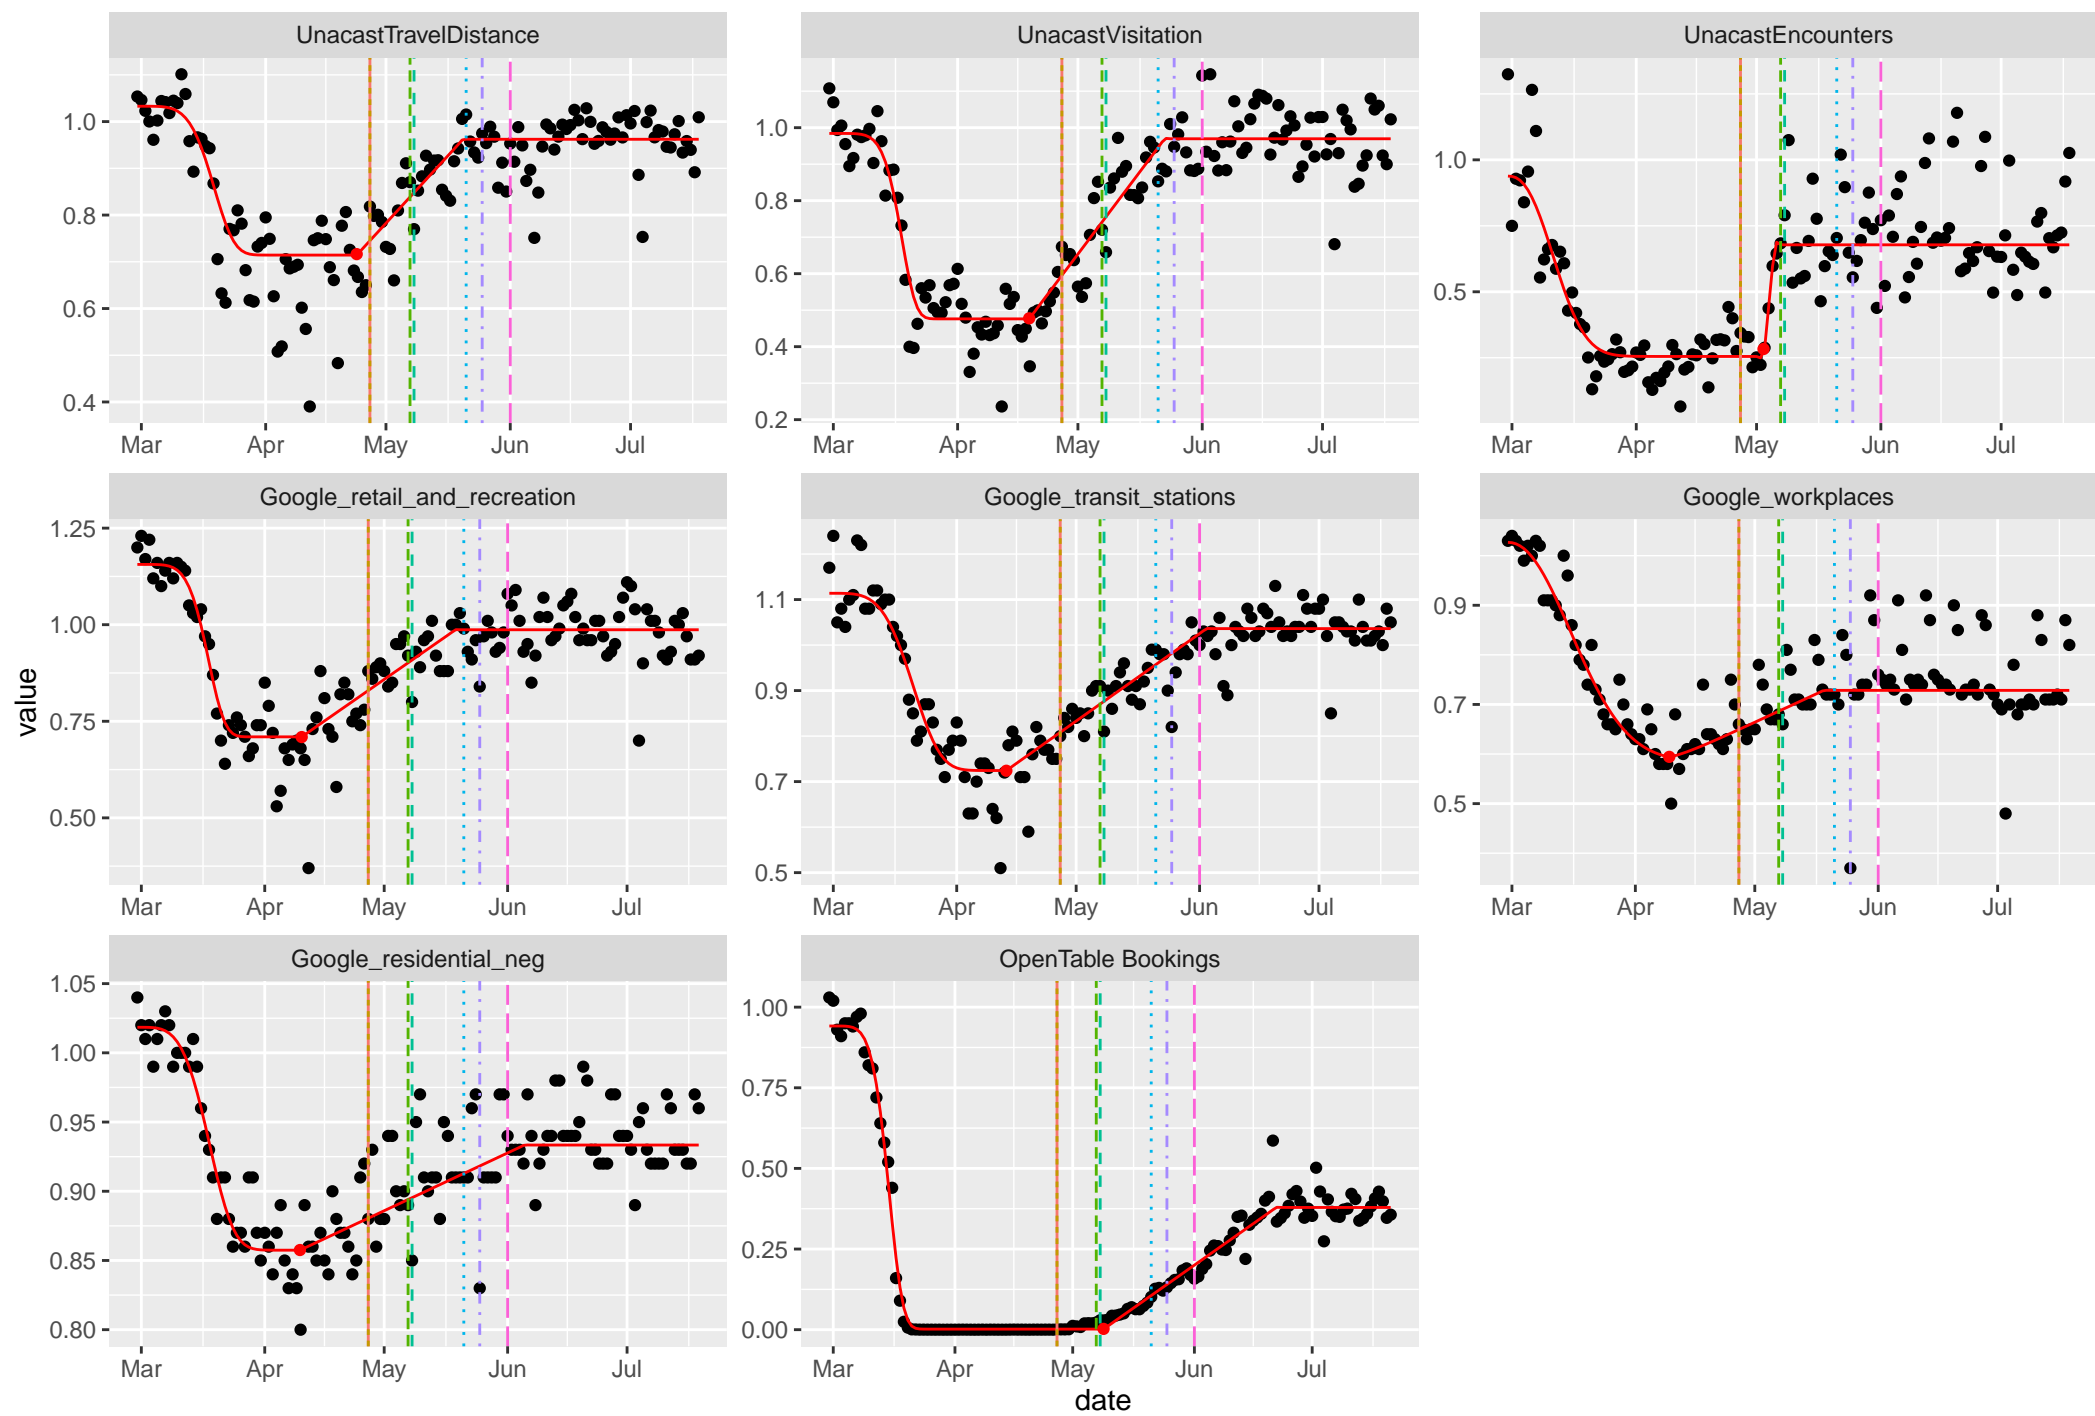 UnacastTravelDistance UnacastVisitation UnacastEncounters
1.0
0.8
0.6
0.4
Mar Apr May Jun Jul
1.0
0.8
0.6
0.4
0.2
Mar Apr May Jun Jul
1.0
0.5
Mar Apr May Jun Jul
Google_retail_and_recreation Google_transit_stations Google_workplaces
value
1.25
1.00
0.75
0.50
Mar Apr May Jun Jul
1.1
0.9
0.7
0.5
Mar Apr May Jun Jul
0.9
0.7
0.5
Mar Apr May Jun Jul
Google_residential_neg OpenTable Bookings
1.05
1.00
0.95
0.90
0.85
0.80
Mar Apr May Jun Jul
1.00
0.75
0.50
0.25
0.00
Mar Apr May Jun Jul
date